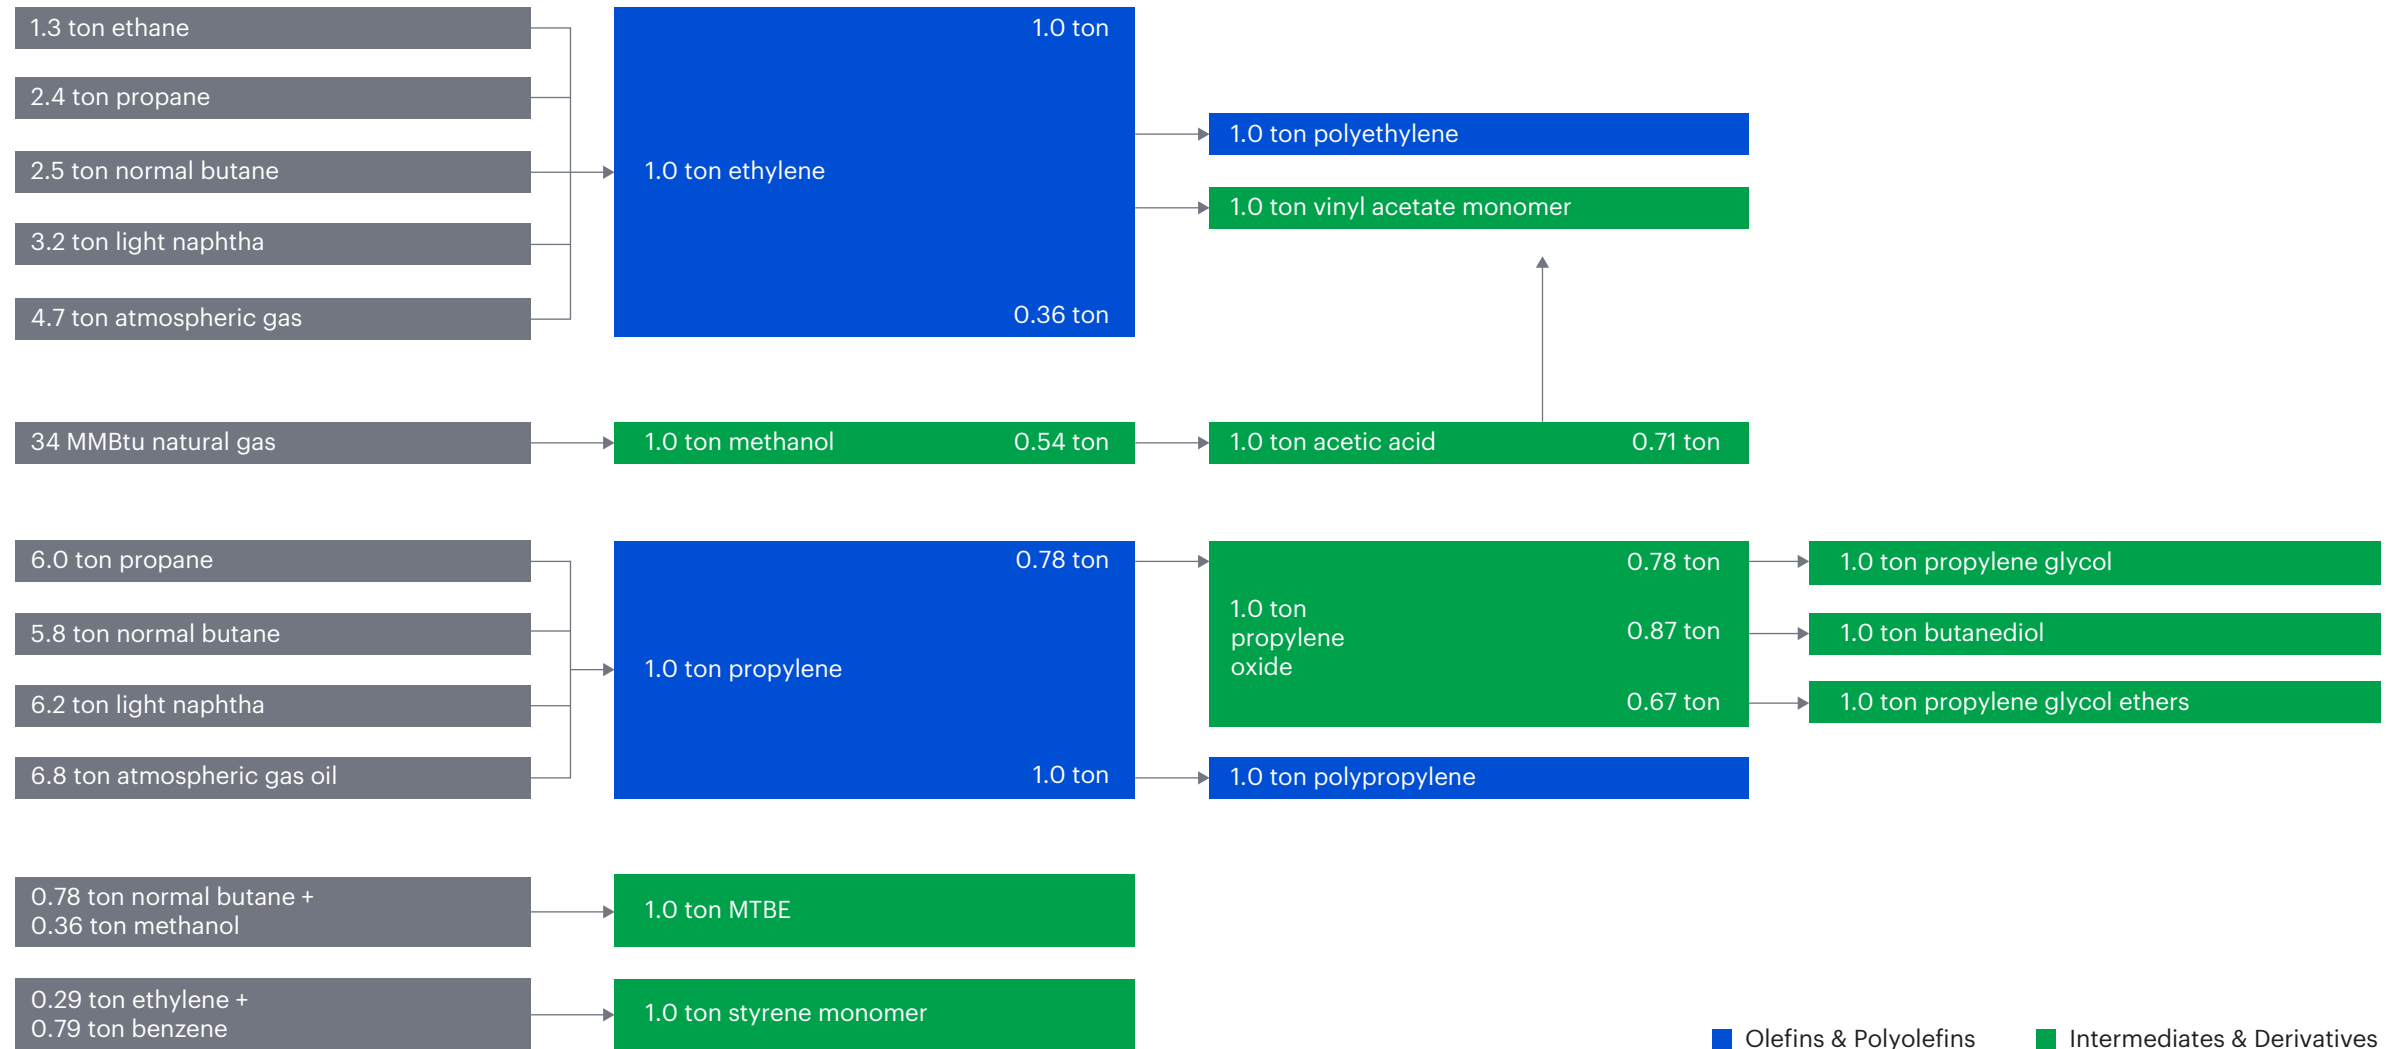 1.3 ton ethane
2.4 ton propane
2.5 ton normal butane
3.2 ton light naphtha
4.7 ton atmospheric gas
1.0 ton ethylene
1.0 ton
0.36 ton
1.0 ton polyethylene
1.0 ton vinyl acetate monomer
34 MMBtu natural gas
1.0 ton methanol
0.54 ton
1.0 ton acetic acid
0.71 ton
6.0 ton propane
5.8 ton normal butane
6.2 ton light naphtha
6.8 ton atmospheric gas oil
1.0 ton propylene
0.78 ton
1.0 ton
1.0 ton
propylene
oxide
0.78 ton
0.87 ton
0.67 ton
1.0 ton polypropylene
1.0 ton propylene glycol
1.0 ton butanediol
1.0 ton propylene glycol ethers
0.78 ton normal butane +
0.36 ton methanol
1.0 ton MTBE
0.29 ton ethylene +
0.79 ton benzene
1.0 ton styrene monomer
Olefins & Polyolefins
Intermediates & Derivatives